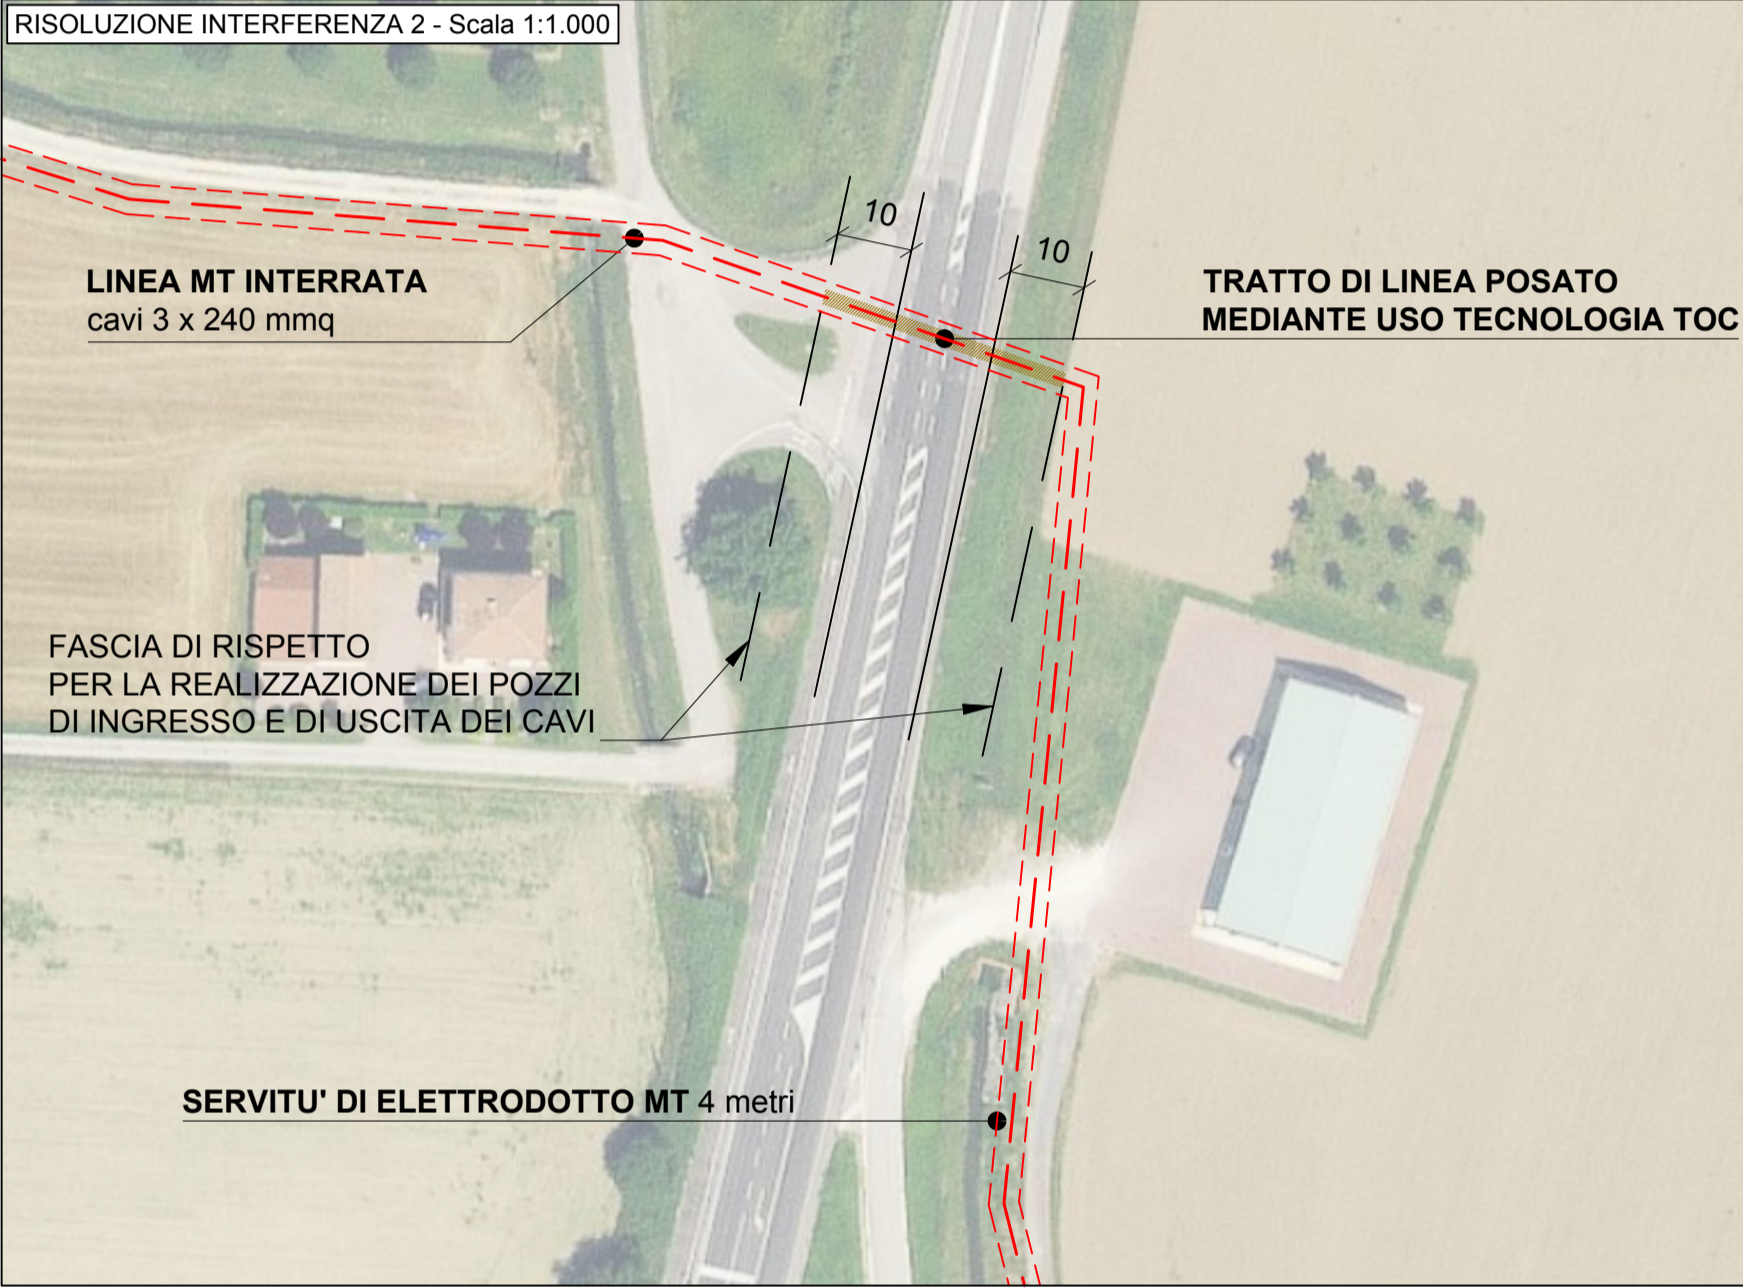 RISOLUZIONE INTERFERENZA 2 - Scala 1:1.000
10
10
LINEA MT INTERRATA
cavi 3 x 240 mmq
TRATTO DI LINEA POSATO
MEDIANTE USO TECNOLOGIA TOC
FASCIA DI RISPETTO
PER LA REALIZZAZIONE DEI POZZI
DI INGRESSO E DI USCITA DEI CAVI
SERVITU' DI ELETTRODOTTO MT 4 metri